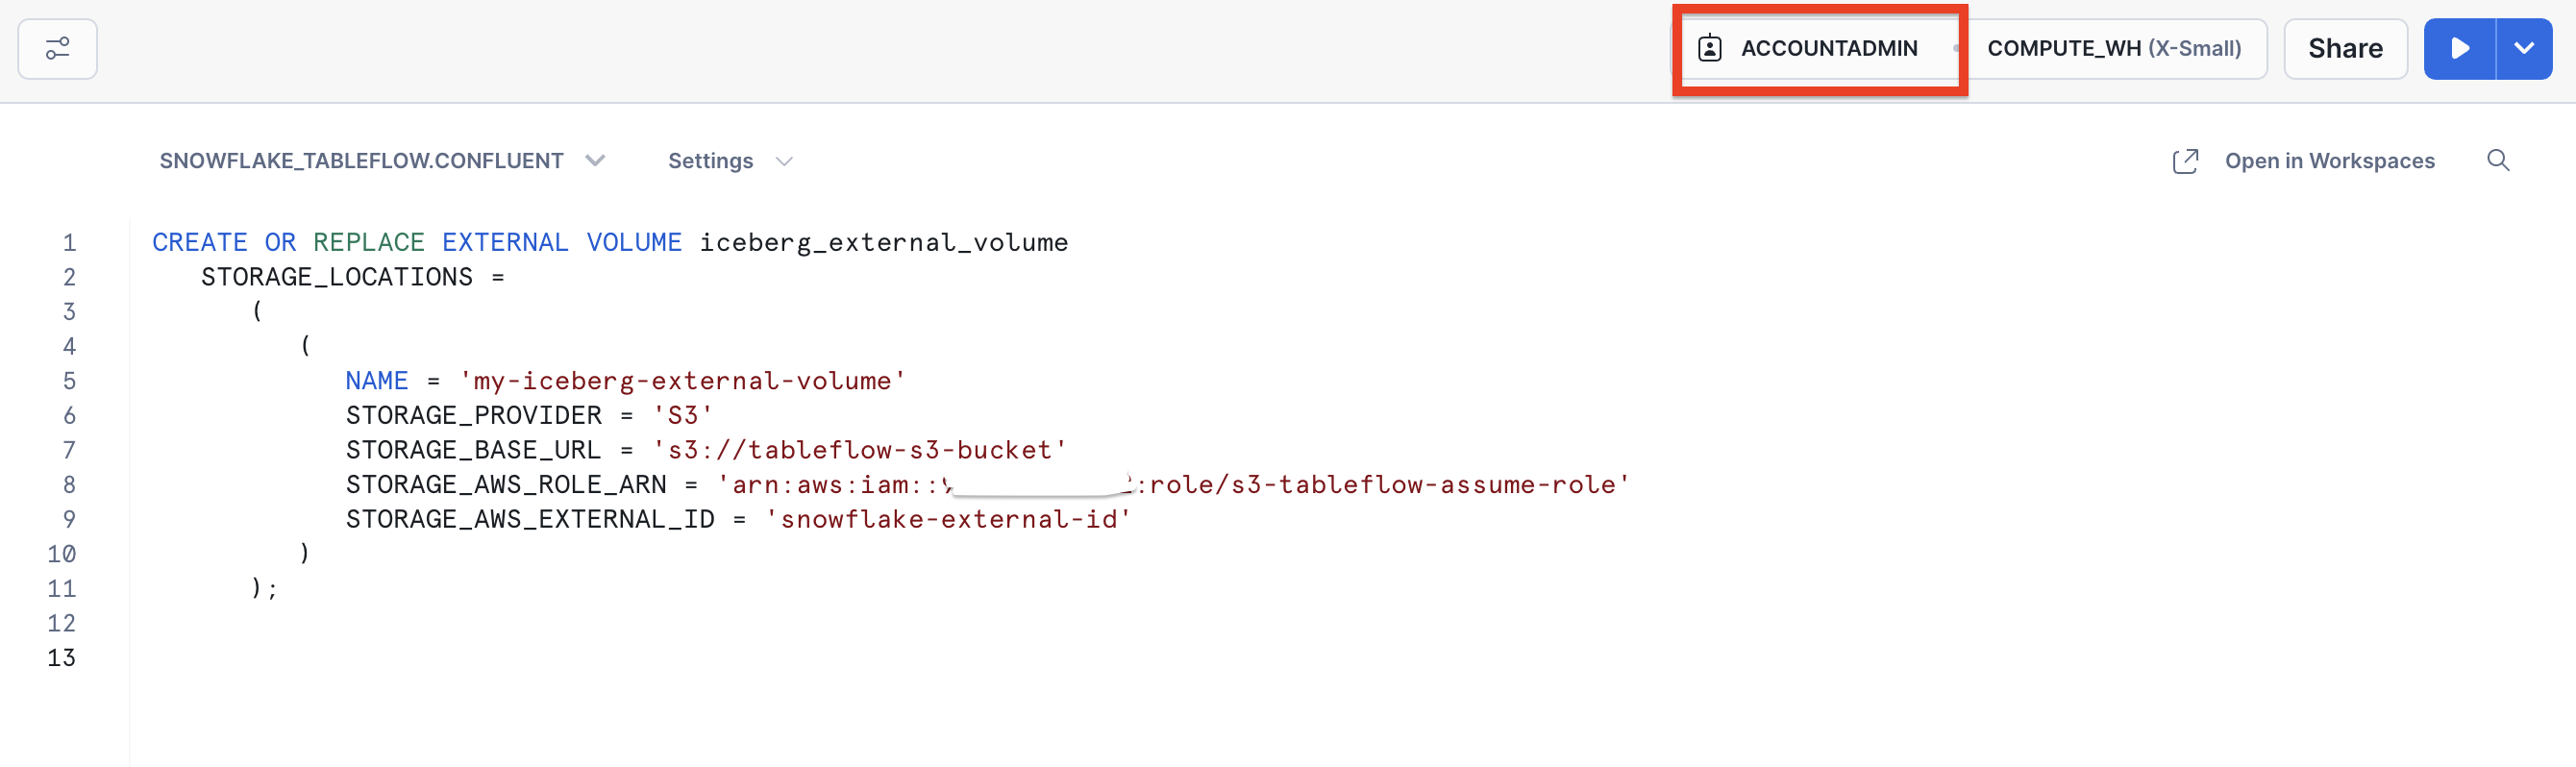 ACCOUNTADMIN COMPUTE_WH (X-Small) Share
SNOWFLAKE_TABLEFLOW.CONFLUENT Settings Open in Workspaces
1 CREATE OR REPLACE EXTERNAL VOLUME iceberg_external_volume
2 STORAGE_LOCATIONS =
3 (
4 (
5 NAME = 'my-iceberg-external-volume'
6 STORAGE_PROVIDER = 'S3'
7 STORAGE_BASE_URL = 's3://tableflow-s3-bucket'
8 STORAGE_AWS_ROLE_ARN = 'arn:aws:iam:: :role/s3-tableflow-assume-role'
9 STORAGE_AWS_EXTERNAL_ID = 'snowflake-external-id'
10 )
11 );
12
13